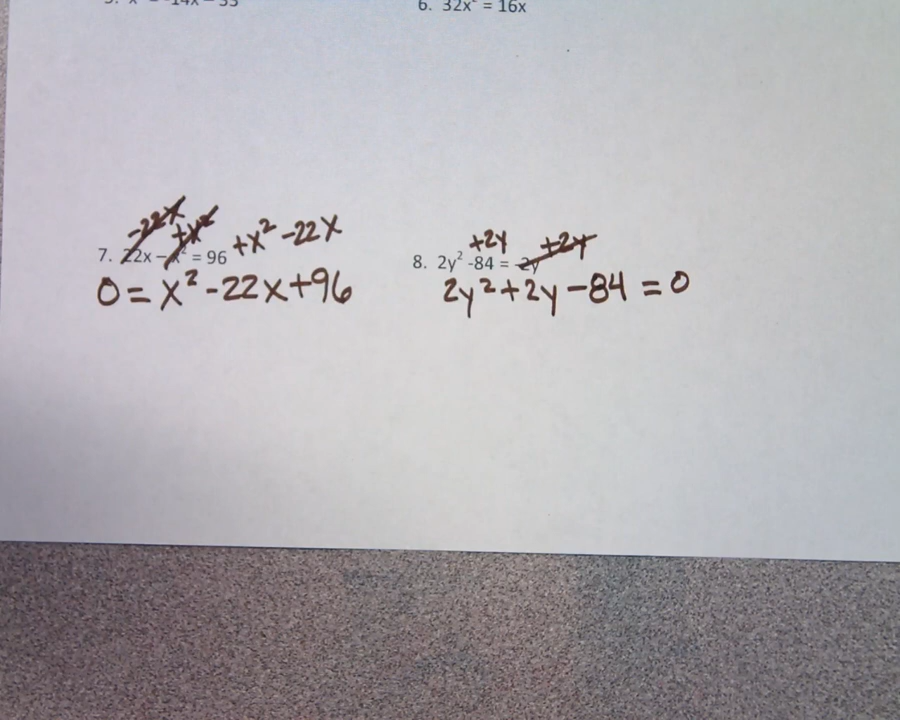 6. 32x² = 16x
-22x +x²
7. 22x – x² = 96 +x² -22x
0 = x² - 22x + 96
+2y +2y
8. 2y² -84 = -2y
2y² + 2y - 84 = 0